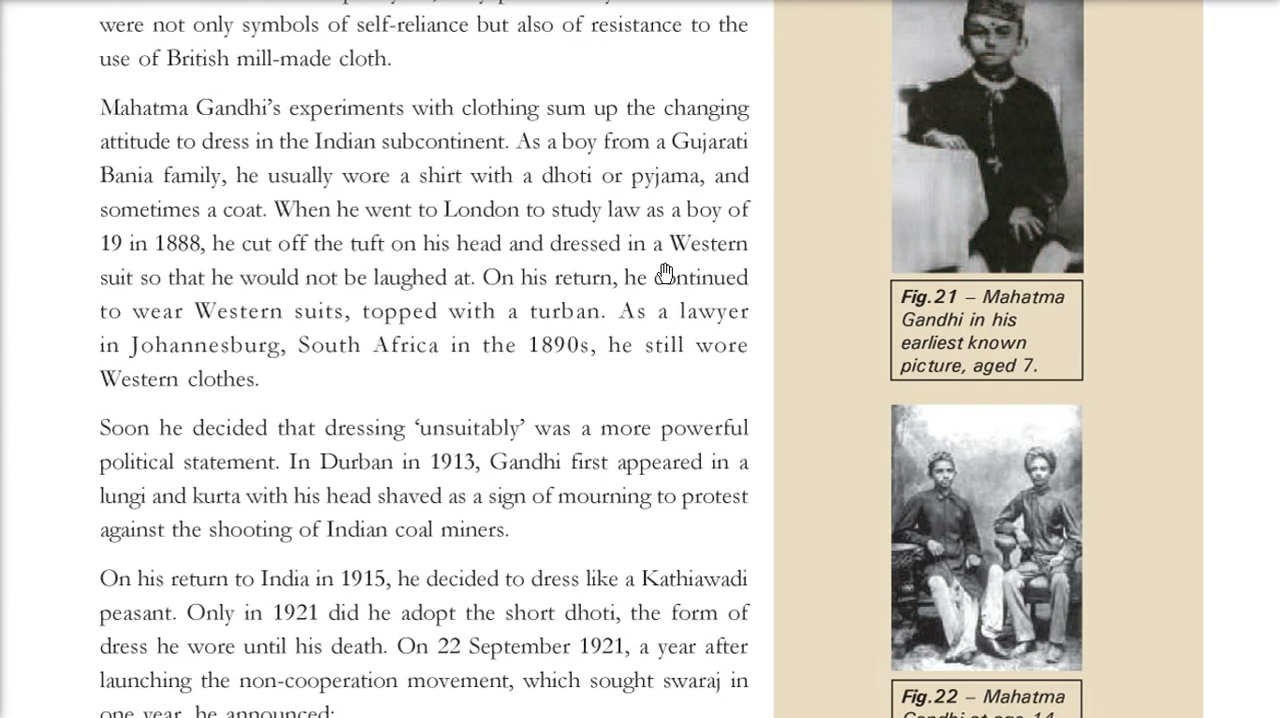 were not only symbols of self-reliance but also of resistance to the
use of British mill-made cloth.
Mahatma Gandhi’s experiments with clothing sum up the changing
attitude to dress in the Indian subcontinent. As a boy from a Gujarati
Bania family, he usually wore a shirt with a dhoti or pyjama, and
sometimes a coat. When he went to London to study law as a boy of
19 in 1888, he cut off the tuft on his head and dressed in a Western
suit so that he would not be laughed at. On his return, he continued
to wear Western suits, topped with a turban. As a lawyer
in Johannesburg, South Africa in the 1890s, he still wore
Western clothes.
Soon he decided that dressing ‘unsuitably’ was a more powerful
political statement. In Durban in 1913, Gandhi first appeared in a
lungi and kurta with his head shaved as a sign of mourning to protest
against the shooting of Indian coal miners.
On his return to India in 1915, he decided to dress like a Kathiawadi
peasant. Only in 1921 did he adopt the short dhoti, the form of
dress he wore until his death. On 22 September 1921, a year after
launching the non-cooperation movement, which sought swaraj in
one year, he announced:
Fig.21 – Mahatma
Gandhi in his
earliest known
picture, aged 7.
Fig.22 – Mahatma
Gandhi at age 14